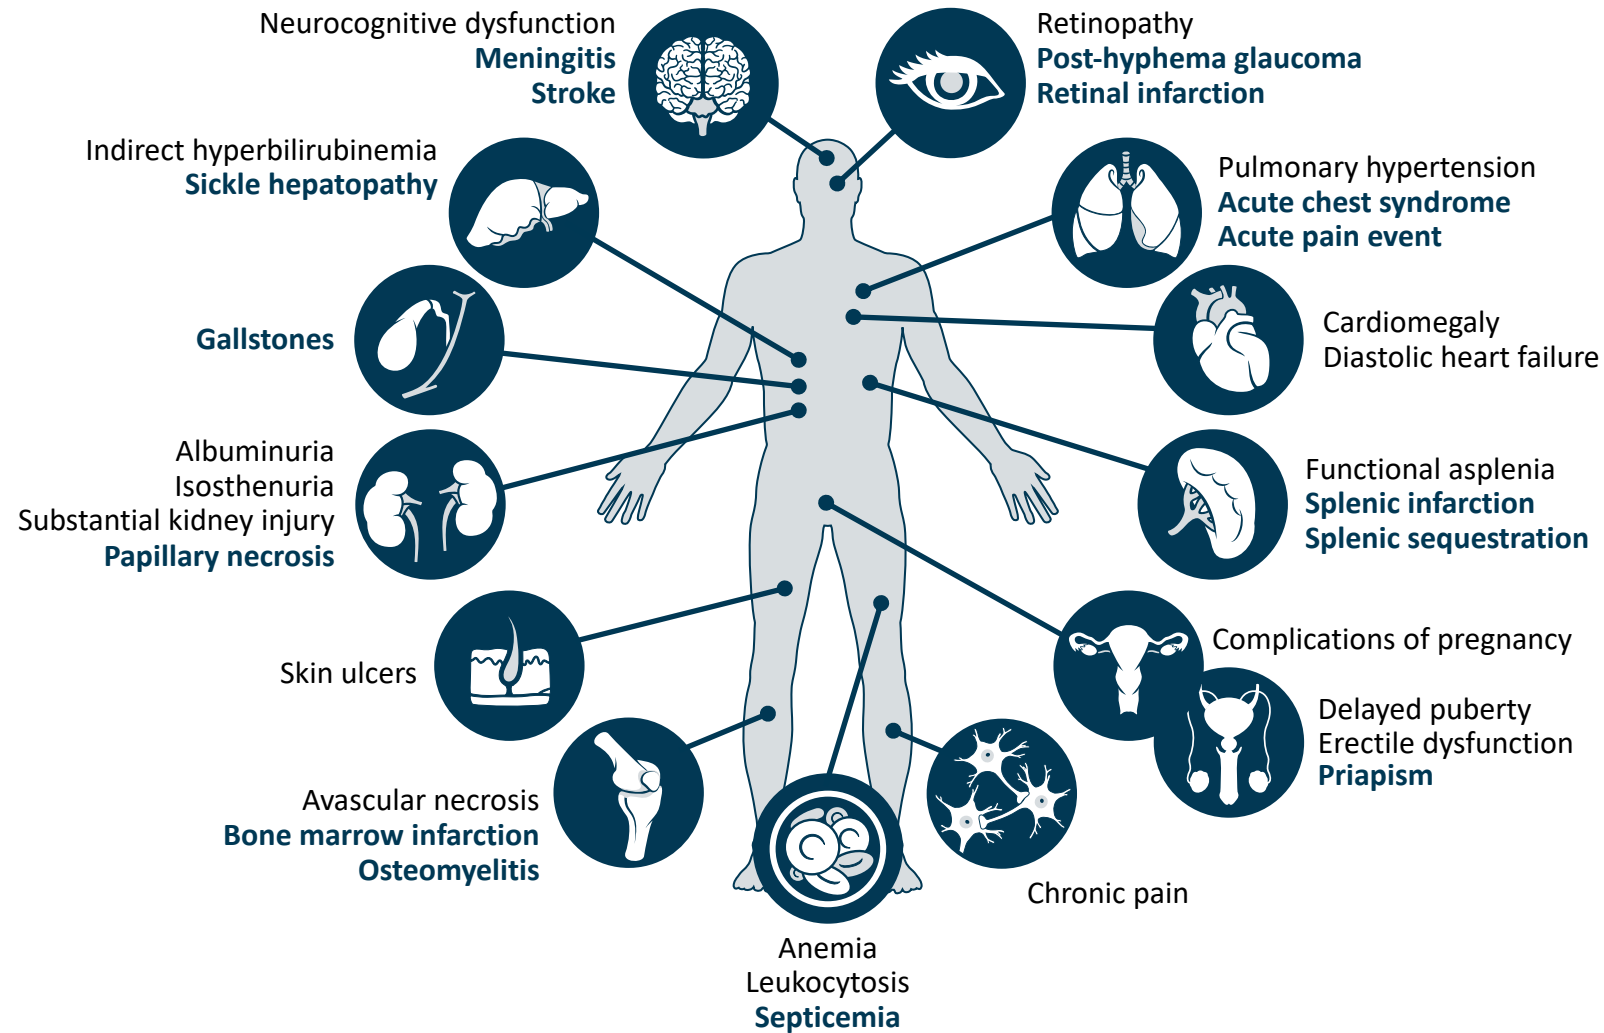 Neurocognitive dysfunction
Meningitis
Stroke
Retinopathy
Post-hyphema glaucoma
Retinal infarction
Indirect hyperbilirubinemia
Sickle hepatopathy
Pulmonary hypertension
Acute chest syndrome
Acute pain event
Gallstones
Cardiomegaly
Diastolic heart failure
Albuminuria
Isosthenuria
Substantial kidney injury
Papillary necrosis
Functional asplenia
Splenic infarction
Splenic sequestration
Skin ulcers
Complications of pregnancy
Delayed puberty
Erectile dysfunction
Priapism
Avascular necrosis
Bone marrow infarction
Osteomyelitis
Chronic pain
Anemia
Leukocytosis
Septicemia